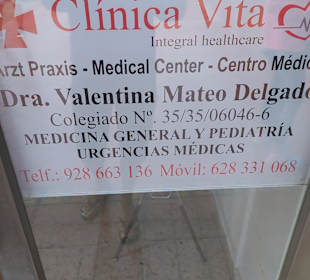 Clínica Vita
Integral healthcare
Arzt Praxis - Medical Center - Centro Médico
Dra. Valentina Mateo Delgado
Colegiado Nº. 35/35/06046-6
MEDICINA GENERAL Y PEDIATRÍA
URGENCIAS MÉDICAS
Telf.: 928 663 136 Móvil: 628 331 068